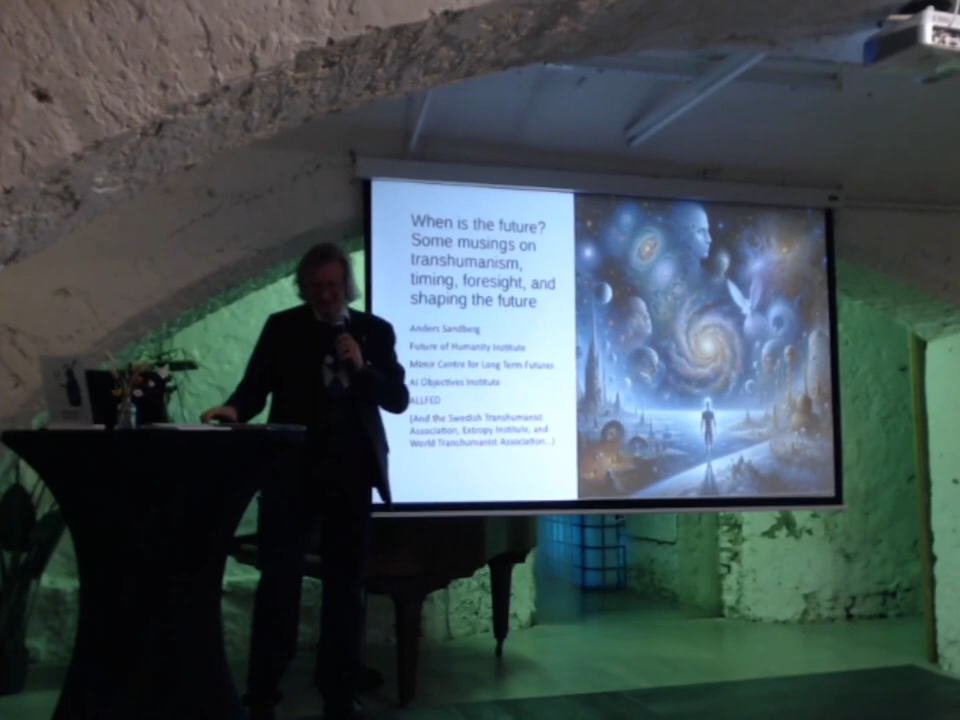 When is the future?
Some musings on
transhumanism,
timing, foresight, and
shaping the future
Anders Sandberg
Future of Humanity Institute
Mimir Centre for Long Term Futures
AI Objectives Institute
ALLFED
(And the Swedish Transhumanist
Association, Extropy Institute, and
World Transhumanist Association...)